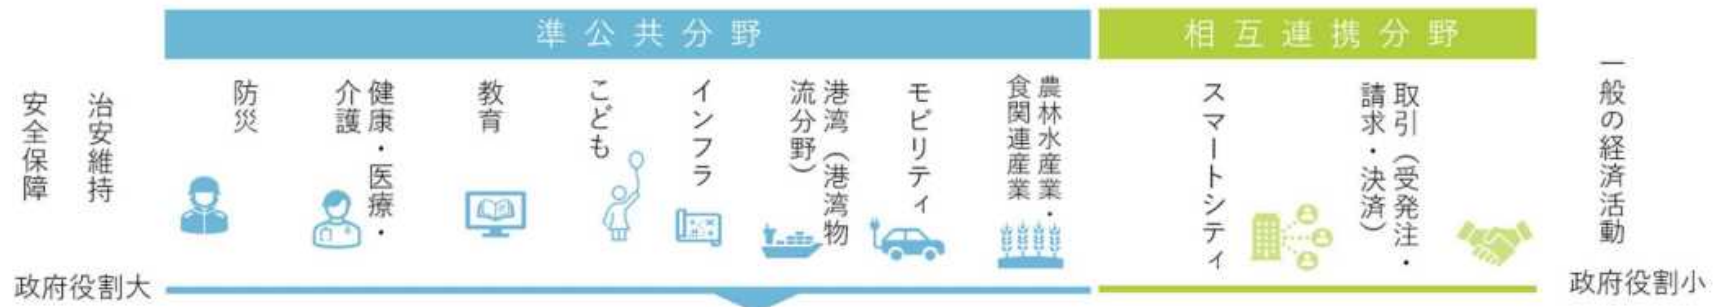 準公共分野
相互連携分野
安全保障
治安維持
防災
健康・医療・
介護
教育
こども
インフラ
港湾（港湾物
流分野）
モビリティ
農林水産業・
食関連産業
スマートシティ
取引（受発注・
請求・決済）
一般の経済活動
政府役割大
政府役割小